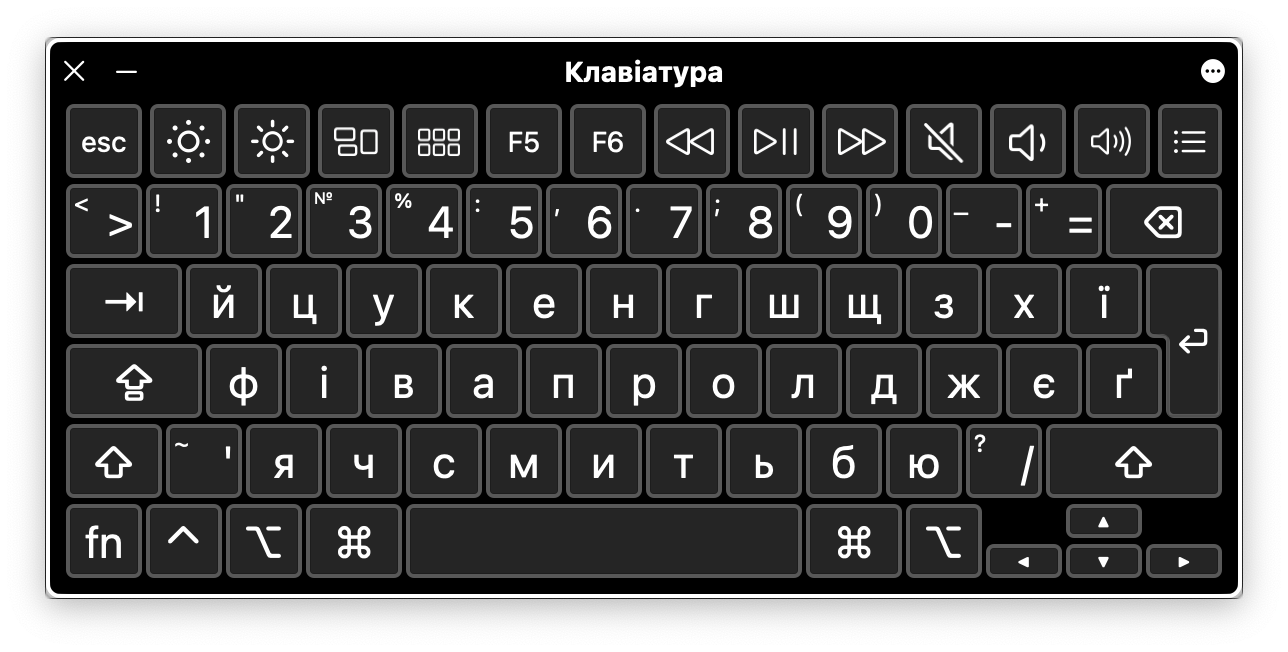 Клавіатура
esc F5 F6
< > ! 1 " 2 № 3 % 4 : 5 , 6 . 7 ; 8 ( 9 ) 0 _ - + =
й ц у к е н г ш щ з х ї
ф і в а п р о л д ж є ґ
~ ' я ч с м и т ь б ю ? /
fn